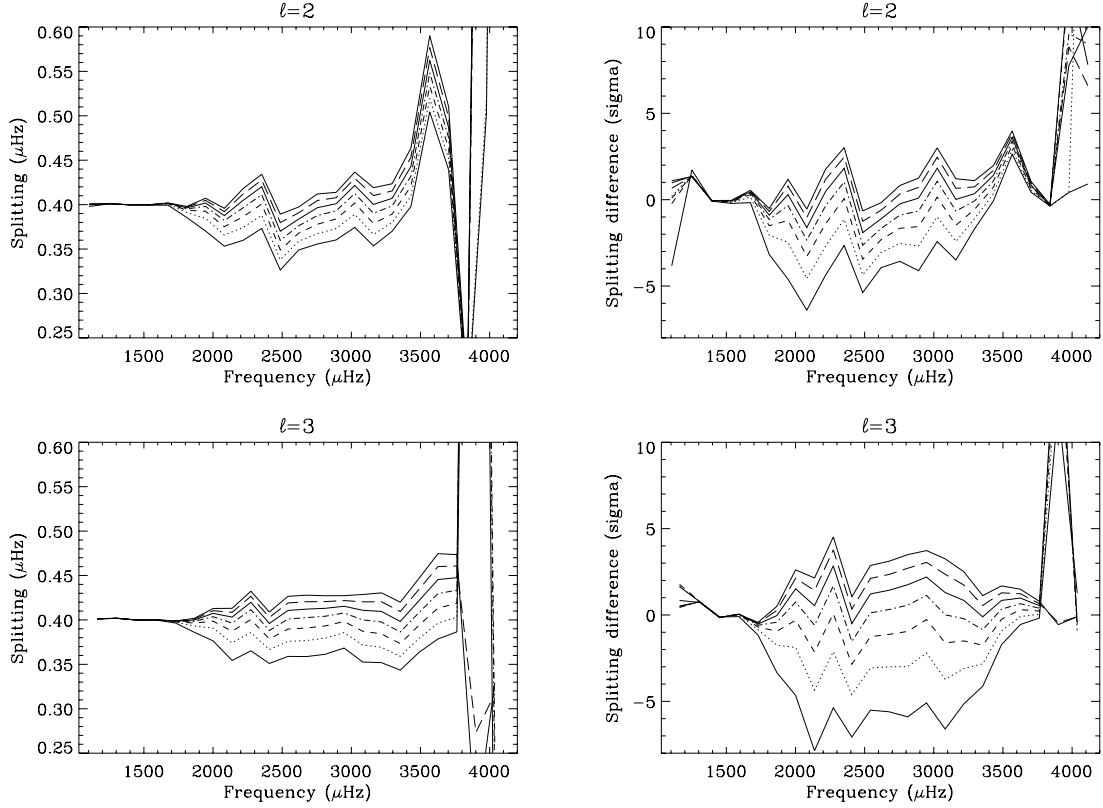 ℓ=2
0.60
0.55
0.50
0.45
0.40
0.35
0.30
0.25
Splitting (μHz)
1500 2000 2500 3000 3500 4000
Frequency (μHz)
ℓ=2
10
5
0
−5
Splitting difference (sigma)
1500 2000 2500 3000 3500 4000
Frequency (μHz)
ℓ=3
0.60
0.55
0.50
0.45
0.40
0.35
0.30
0.25
Splitting (μHz)
1500 2000 2500 3000 3500 4000
Frequency (μHz)
ℓ=3
10
5
0
−5
Splitting difference (sigma)
1500 2000 2500 3000 3500 4000
Frequency (μHz)